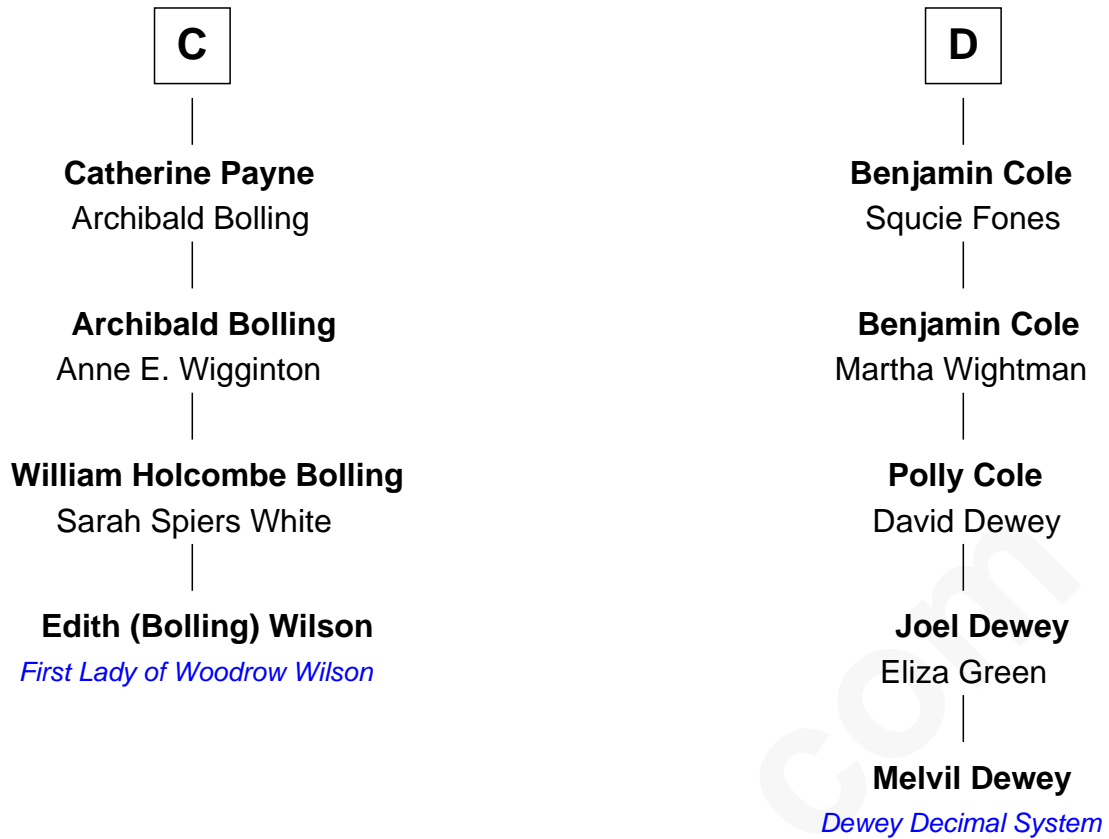 C
Catherine Payne
Archibald Bolling
Archibald Bolling
Anne E. Wigginton
William Holcombe Bolling
Sarah Spiers White
Edith (Bolling) Wilson
First Lady of Woodrow Wilson
D
Benjamin Cole
Squcie Fones
Benjamin Cole
Martha Wightman
Polly Cole
David Dewey
Joel Dewey
Eliza Green
Melvil Dewey
Dewey Decimal System
com